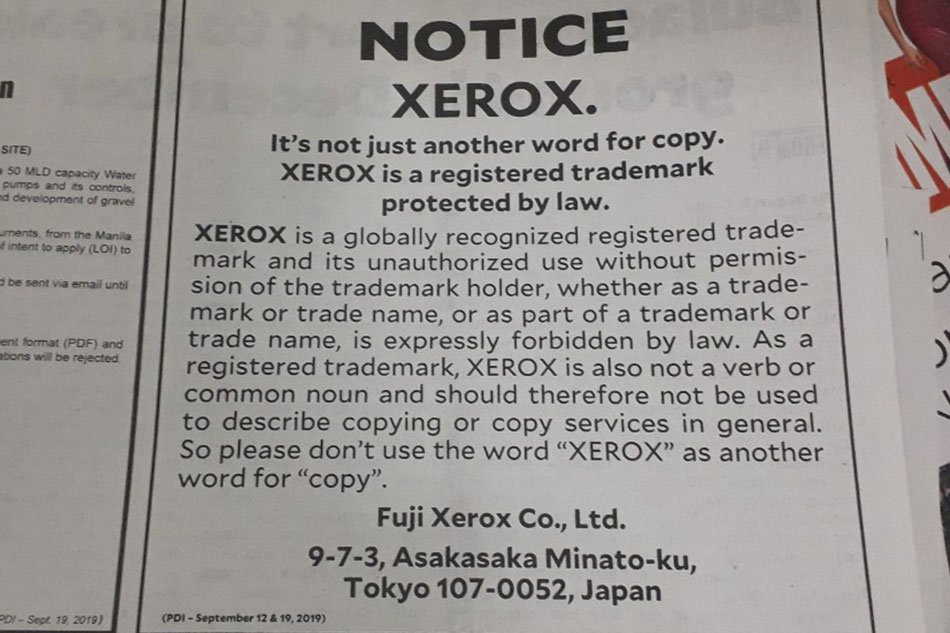 n
SITE)
50 MLD capacity Water
pumps and its controls,
development of gravel
from the Manila
of intent to apply (LOI) to
be sent via email until
format (PDF) and
will be rejected.
PDI – Sept. 19, 2019)
NOTICE
XEROX.
It's not just another word for copy.
XEROX is a registered trademark
protected by law.
XEROX is a globally recognized registered trade-
mark and its unauthorized use without permis-
sion of the trademark holder, whether as a trade-
mark or trade name, or as part of a trademark or
trade name, is expressly forbidden by law. As a
registered trademark, XEROX is also not a verb or
common noun and should therefore not be used
to describe copying or copy services in general.
So please don't use the word “XEROX” as another
word for “copy”.
Fuji Xerox Co., Ltd.
9-7-3, Asakasaka Minato-ku,
Tokyo 107-0052, Japan
(PDI – September 12 & 19, 2019)